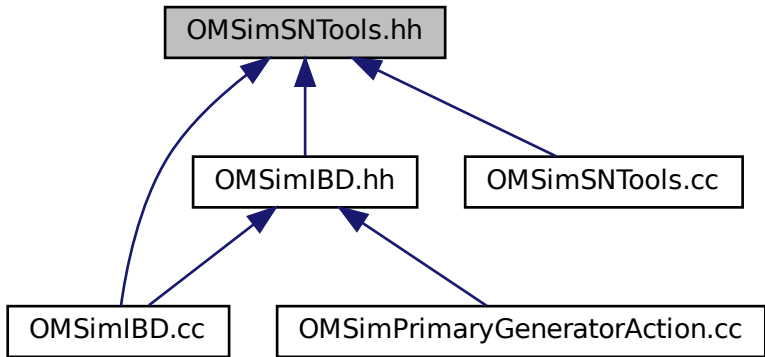 OMSimSNTools.hh
OMSimIBD.hh
OMSimSNTools.cc
OMSimIBD.cc
OMSimPrimaryGeneratorAction.cc